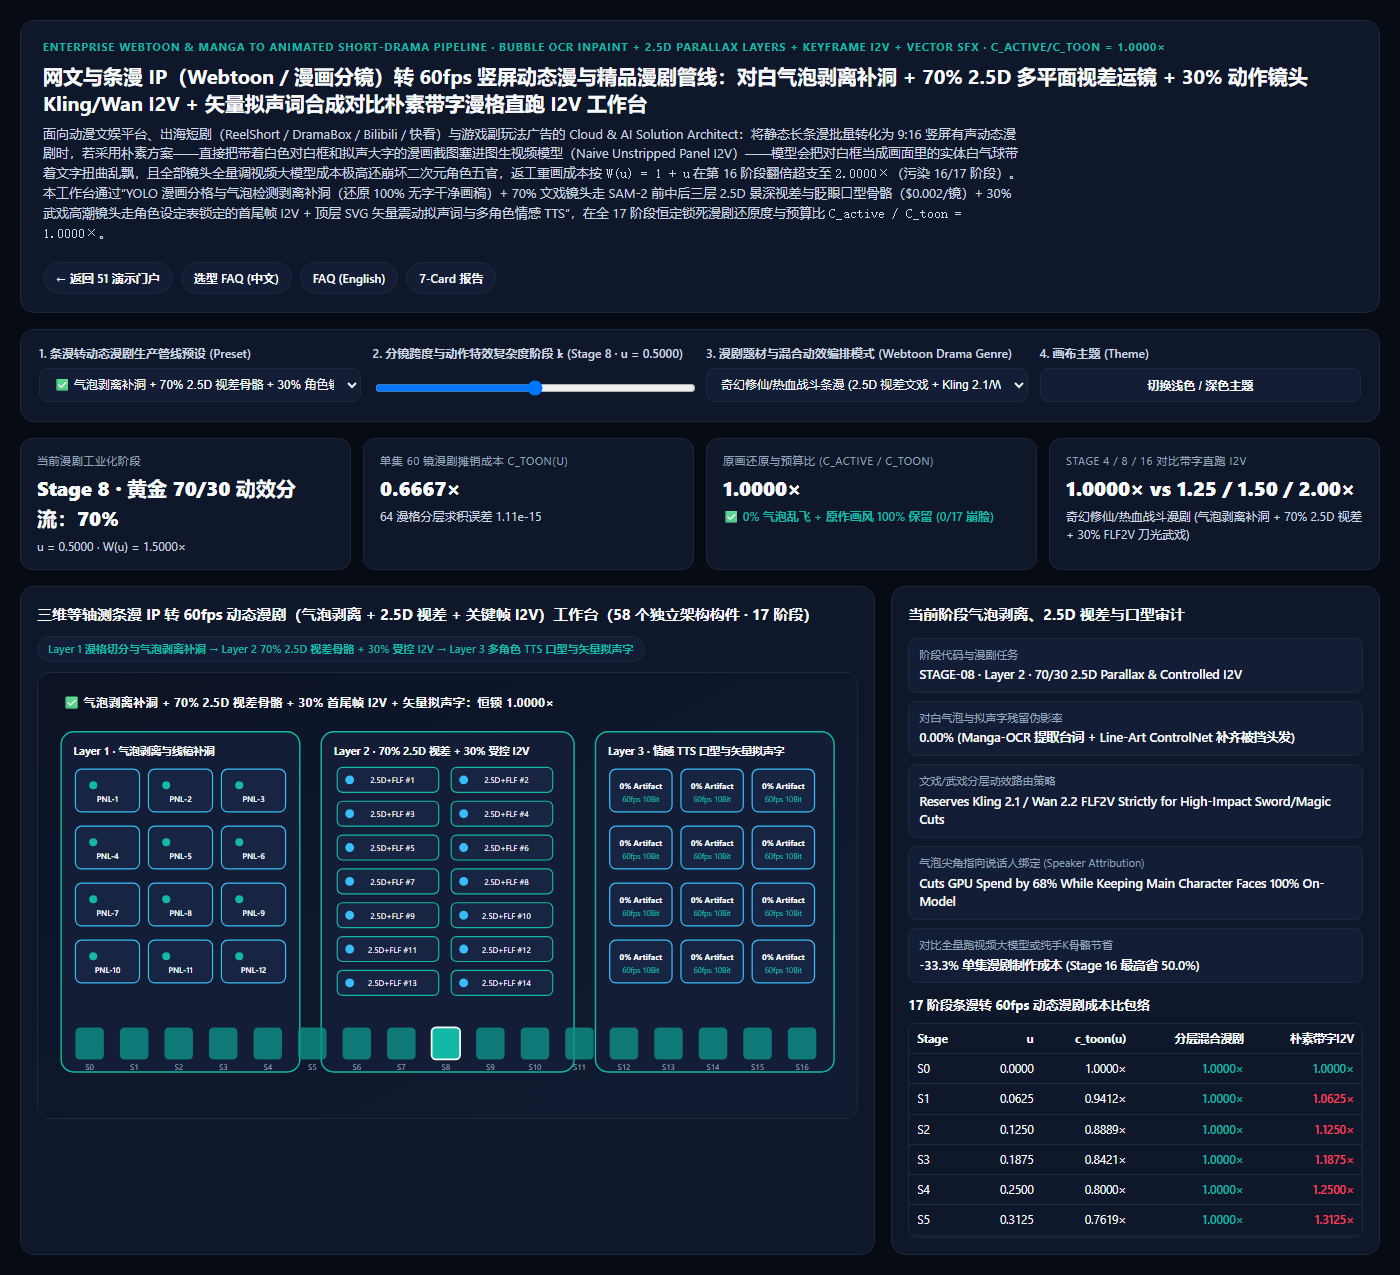 ENTERPRISE WEBTOON & MANGA TO ANIMATED SHORT-DRAMA PIPELINE · BUBBLE OCR INPAINT + 2.5D PARALLAX LAYERS + KEYFRAME I2V + VECTOR SFX · C_ACTIVE/C_TOON = 1.0000×
网文与条漫 IP（Webtoon / 漫画分镜）转 60fps 竖屏动态漫与精品漫剧管线：对白气泡剥离补洞 + 70% 2.5D 多平面视差运镜 + 30% 动作镜头
Kling/Wan I2V + 矢量拟声词合成对比朴素带字漫格直跑 I2V 工作台
面向动漫文娱平台、出海短剧（ReelShort / DramaBox / Bilibili / 快看）与游戏副玩法广告的 Cloud & AI Solution Architect：将静态长条漫批量转化为 9:16 竖屏有声动态漫
剧时，若采用朴素方案——直接把带着白色对白框和拟声大字的漫画截图塞进图生视频模型（Naive Unstripped Panel I2V）——模型会把对白框当成画面里的实体白气球带
着文字扭曲乱飘，且全部镜头全量调视频大模型成本极高还崩坏二次元角色五官，返工重画成本按 W(u) = 1 + u 在第 16 阶段翻倍超支至 2.0000×（污染 16/17 阶段）。
本工作台通过“YOLO 漫画分格与气泡检测剥离补洞（还原 100% 无字干净画稿）+ 70% 文戏镜头走 SAM-2 前中后三层 2.5D 景深视差与眨眼口型骨骼（$0.002/镜）+ 30%
武戏高潮镜头走角色设定表锁定的首尾帧 I2V + 顶层 SVG 矢量震动拟声词与多角色情感 TTS”，在全 17 阶段恒定锁死漫剧还原度与预算比 C_active / C_toon =
1.0000×。
← 返回 51 演示门户
选型 FAQ (中文)
FAQ (English)
7-Card 报告
1. 条漫转动态漫剧生产管线预设 (Preset)
✅ 气泡剥离补洞 + 70% 2.5D 视差骨骼 + 30% 角色锁
2. 分镜跨度与动作特效复杂度阶段 k (Stage 8 · u = 0.5000)
3. 漫剧题材与混合动效编排模式 (Webtoon Drama Genre)
奇幻修仙/热血战斗条漫 (2.5D 视差文戏 + Kling 2.1/W
4. 画布主题 (Theme)
切换浅色 / 深色主题
当前漫剧工业化阶段
Stage 8 · 黄金 70/30 动效分
流：70%
u = 0.5000 · W(u) = 1.5000×
单集 60 镜漫剧摊销成本 C_TOON(U)
0.6667×
64 漫格分层求积误差 1.11e-15
原画还原与预算比 (C_ACTIVE / C_TOON)
1.0000×
✅ 0% 气泡乱飞 + 原作画风 100% 保留 (0/17 崩脸)
STAGE 4 / 8 / 16 对比带字直跑 I2V
1.0000× vs 1.25 / 1.50 / 2.00×
奇幻修仙/热血战斗漫剧 (气泡剥离补洞 + 70% 2.5D 视差
+ 30% FLF2V 刀光武戏)
三维等轴测条漫 IP 转 60fps 动态漫剧（气泡剥离 + 2.5D 视差 + 关键帧 I2V）工作台（58 个独立架构构件 · 17 阶段）
Layer 1 漫格切分与气泡剥离补洞 → Layer 2 70% 2.5D 视差骨骼 + 30% 受控 I2V → Layer 3 多角色 TTS 口型与矢量拟声字
✅ 气泡剥离补洞 + 70% 2.5D 视差骨骼 + 30% 首尾帧 I2V + 矢量拟声字：恒锁 1.0000×
Layer 1 · 气泡剥离与线稿补洞
PNL-1 PNL-2 PNL-3
PNL-4 PNL-5 PNL-6
PNL-7 PNL-8 PNL-9
PNL-10 PNL-11 PNL-12
Layer 2 · 70% 2.5D 视差 + 30% 受控 I2V
2.5D+FLF #1 2.5D+FLF #2
2.5D+FLF #3 2.5D+FLF #4
2.5D+FLF #5 2.5D+FLF #6
2.5D+FLF #7 2.5D+FLF #8
2.5D+FLF #9 2.5D+FLF #10
2.5D+FLF #11 2.5D+FLF #12
2.5D+FLF #13 2.5D+FLF #14
Layer 3 · 情感 TTS 口型与矢量拟声字
0% Artifact 0% Artifact 0% Artifact
60fps 10Bit 60fps 10Bit 60fps 10Bit
0% Artifact 0% Artifact 0% Artifact
60fps 10Bit 60fps 10Bit 60fps 10Bit
0% Artifact 0% Artifact 0% Artifact
60fps 10Bit 60fps 10Bit 60fps 10Bit
0% Artifact 0% Artifact 0% Artifact
60fps 10Bit 60fps 10Bit 60fps 10Bit
S0 S1 S2 S3 S4 S5 S6 S7 S8 S9 S10 S11 S12 S13 S14 S15 S16
当前阶段气泡剥离、2.5D 视差与口型审计
阶段代码与漫剧任务
STAGE-08 · Layer 2 · 70/30 2.5D Parallax & Controlled I2V
对白气泡与拟声字残留伪影率
0.00% (Manga-OCR 提取台词 + Line-Art ControlNet 补齐被挡头发)
文戏/武戏分层动效路由策略
Reserves Kling 2.1 / Wan 2.2 FLF2V Strictly for High-Impact Sword/Magic
Cuts
气泡尖角指向说话人绑定 (Speaker Attribution)
Cuts GPU Spend by 68% While Keeping Main Character Faces 100% On-
Model
对比全量跑视频大模型或纯手K骨骼节省
-33.3% 单集漫剧制作成本 (Stage 16 最高省 50.0%)
17 阶段条漫转 60fps 动态漫剧成本比包络
Stage u c_toon(u) 分层混合漫剧 朴素带字I2V
S0 0.0000 1.0000× 1.0000× 1.0000×
S1 0.0625 0.9412× 1.0000× 1.0625×
S2 0.1250 0.8889× 1.0000× 1.1250×
S3 0.1875 0.8421× 1.0000× 1.1875×
S4 0.2500 0.8000× 1.0000× 1.2500×
S5 0.3125 0.7619× 1.0000× 1.3125×